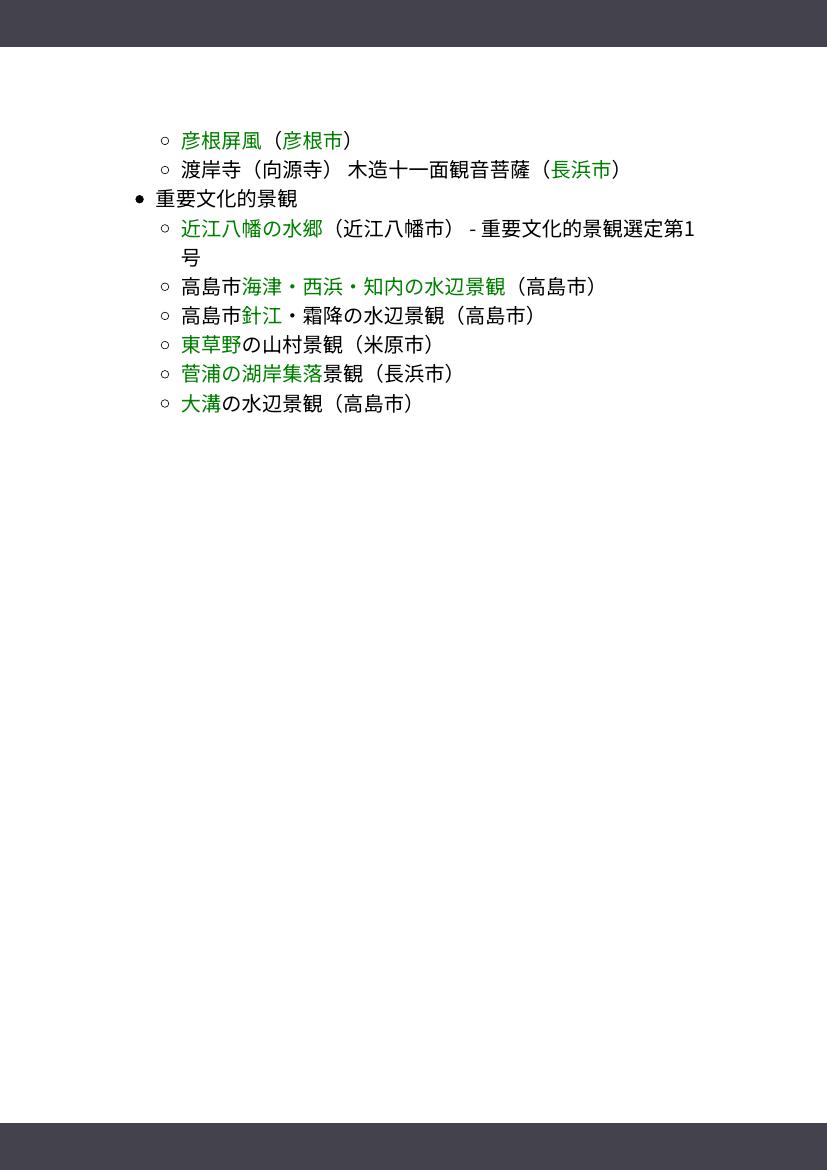 彦根屏風（彦根市）
渡岸寺（向源寺） 木造十一面観音菩薩（長浜市）
重要文化的景観
近江八幡の水郷（近江八幡市） - 重要文化的景観選定第1
号
高島市海津・西浜・知内の水辺景観（高島市）
高島市針江・霜降の水辺景観（高島市）
東草野の山村景観（米原市）
菅浦の湖岸集落景観（長浜市）
大溝の水辺景観（高島市）